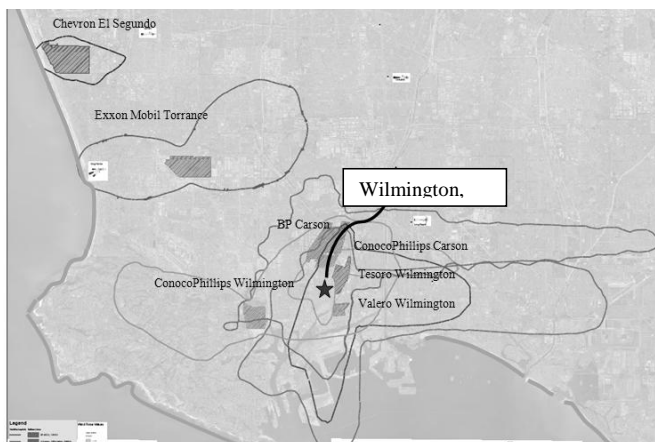 Chevron El Segundo
Exxon Mobil Torrance
Wilmington,
BP Carson
ConocoPhillips Carson
ConocoPhillips Wilmington
Tesoro Wilmington
Valero Wilmington
Legend